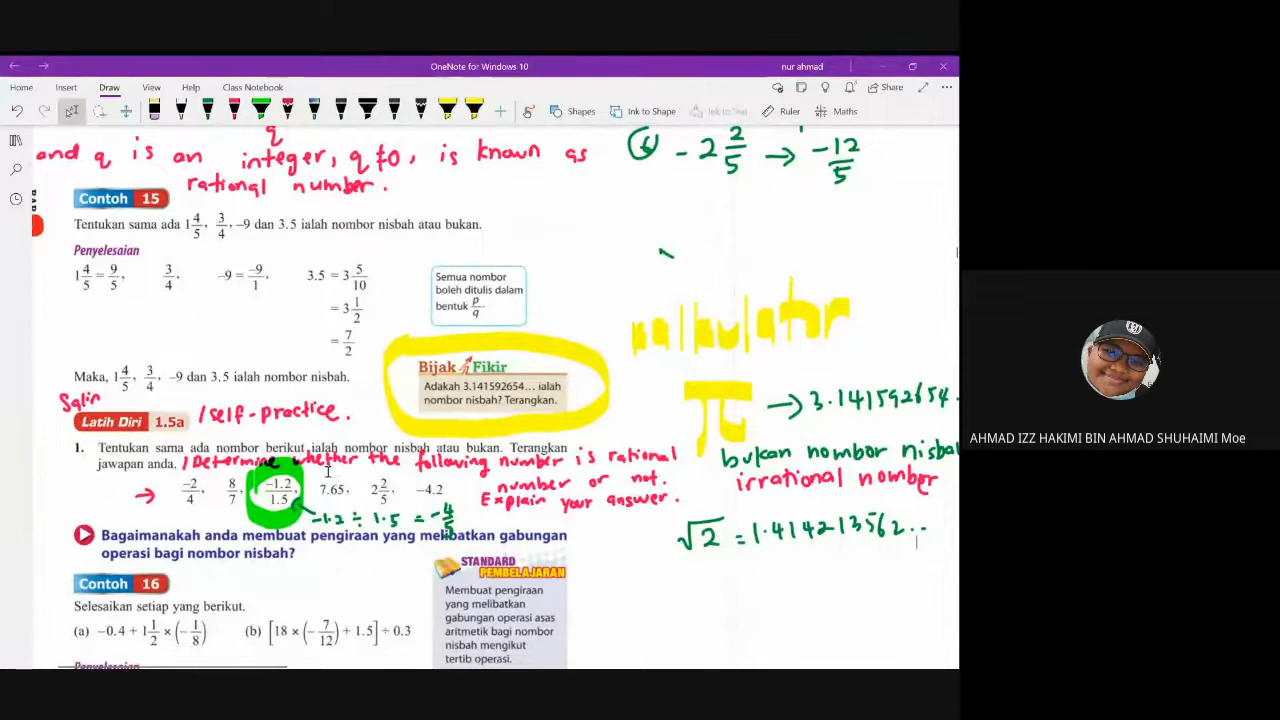 OneNote for Windows 10
nur ahmad
Home Insert Draw View Help Class Notebook
Share
Shapes Ink to Shape Ink to Text Ruler Maths
q
and q is an integer, q≠0, is known as
rational number.
-2 2/5 → -12/5
Contoh 15
Tentukan sama ada 1 4/5, 3/4, –9 dan 3.5 ialah nombor nisbah atau bukan.
Penyelesaian
1 4/5 = 9/5, 3/4, –9 = –9/1, 3.5 = 3 5/10
= 3 1/2
= 7/2
Semua nombor
boleh ditulis dalam
bentuk p/q.
kalkulator
Maka, 1 4/5, 3/4, –9 dan 3.5 ialah nombor nisbah.
Bijak Fikir
Adakah 3.141592654... ialah
nombor nisbah? Terangkan.
π → 3.141592654.
bukan nombor nisbah
irrational number
√2 = 1.414213562...
Salin
Latih Diri 1.5a
/self-practice.
1. Tentukan sama ada nombor berikut ialah nombor nisbah atau bukan. Terangkan
jawapan anda.
/Determine whether the following number is rational
number or not.
Explain your answer.
→ –2/4, 8/7, –1.2/1.5, 7.65, 2 2/5, –4.2
-1.2 ÷ 1.5 = -4/5
Bagaimanakah anda membuat pengiraan yang melibatkan gabungan
operasi bagi nombor nisbah?
Contoh 16
Selesaikan setiap yang berikut.
(a) –0.4 + 1 1/2 × (–1/8) (b) [18 × (–7/12) + 1.5] ÷ 0.3
Penyelesaian
STANDARD
PEMBELAJARAN
Membuat pengiraan
yang melibatkan
gabungan operasi asas
aritmetik bagi nombor
nisbah mengikut
tertib operasi.
AHMAD IZZ HAKIMI BIN AHMAD SHUHAIMI Moe